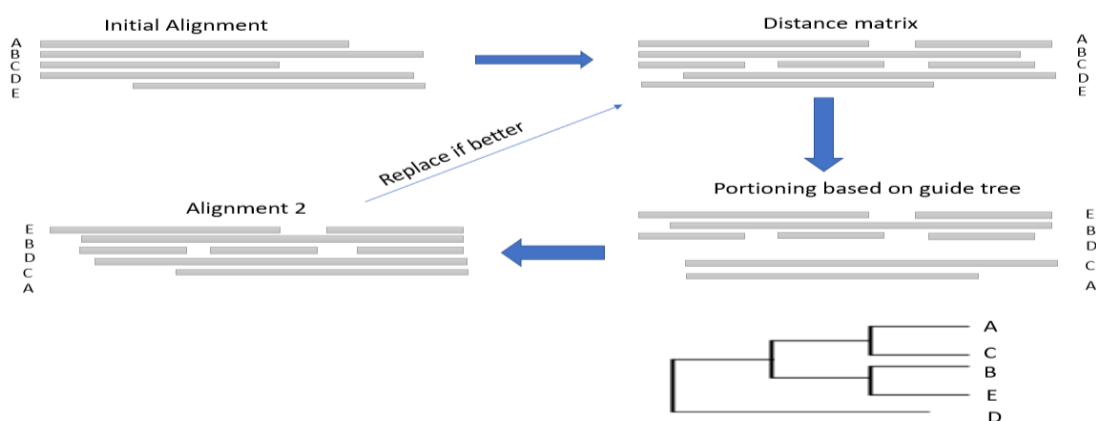 Initial Alignment
A
B
C
D
E
Distance matrix
A
B
C
D
E
Replace if better
Portioning based on guide tree
E
B
D
C
A
Alignment 2
E
B
D
C
A
A
C
B
E
D